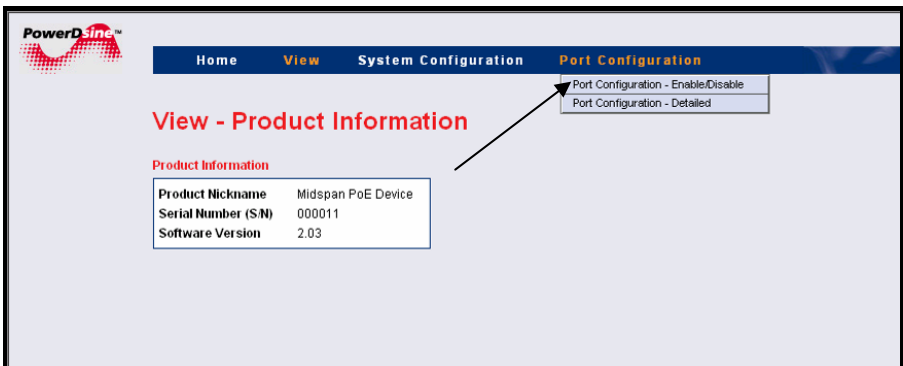 PowerDsine™
Home View System Configuration Port Configuration
Port Configuration - Enable/Disable
Port Configuration - Detailed
View - Product Information
Product Information
Product Nickname Midspan PoE Device
Serial Number (S/N) 000011
Software Version 2.03